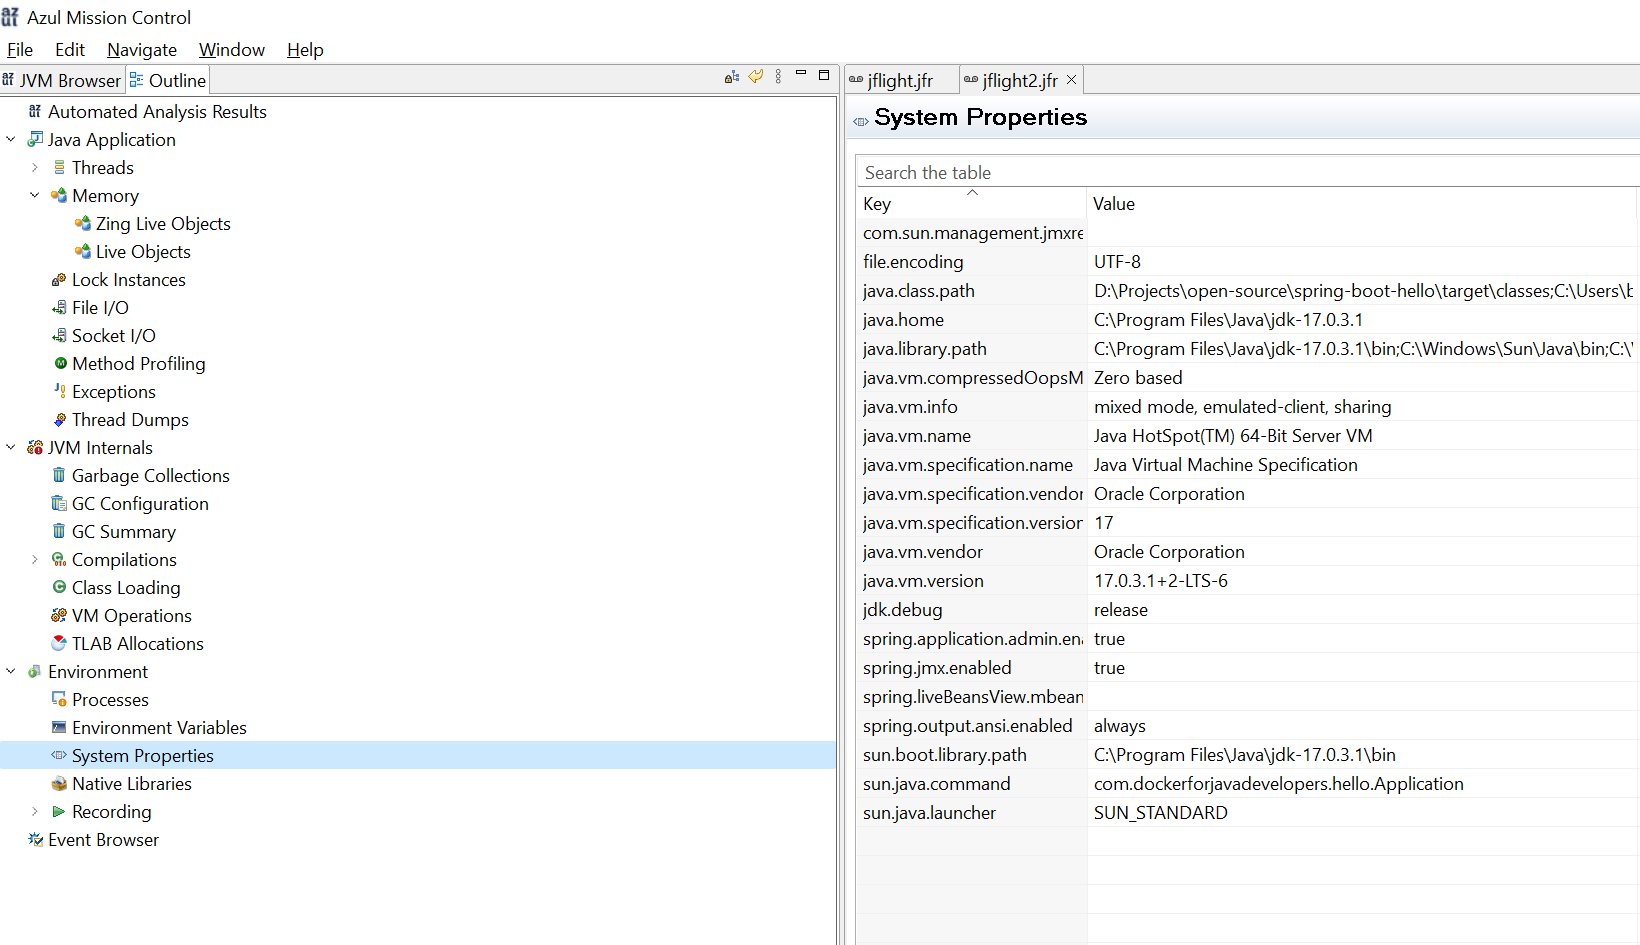 Azul Mission Control
File Edit Navigate Window Help
JVM Browser Outline
Automated Analysis Results
Java Application
Threads
Memory
Zing Live Objects
Live Objects
Lock Instances
File I/O
Socket I/O
Method Profiling
Exceptions
Thread Dumps
JVM Internals
Garbage Collections
GC Configuration
GC Summary
Compilations
Class Loading
VM Operations
TLAB Allocations
Environment
Processes
Environment Variables
System Properties
Native Libraries
Recording
Event Browser
jflight.jfr jflight2.jfr
System Properties
Search the table
Key Value
com.sun.management.jmxre
file.encoding UTF-8
java.class.path D:\Projects\open-source\spring-boot-hello\target\classes;C:\Users\b
java.home C:\Program Files\Java\jdk-17.0.3.1
java.library.path C:\Program Files\Java\jdk-17.0.3.1\bin;C:\Windows\Sun\Java\bin;C:\
java.vm.compressedOopsM Zero based
java.vm.info mixed mode, emulated-client, sharing
java.vm.name Java HotSpot(TM) 64-Bit Server VM
java.vm.specification.name Java Virtual Machine Specification
java.vm.specification.vendor Oracle Corporation
java.vm.specification.version 17
java.vm.vendor Oracle Corporation
java.vm.version 17.0.3.1+2-LTS-6
jdk.debug release
spring.application.admin.ena true
spring.jmx.enabled true
spring.liveBeansView.mbean
spring.output.ansi.enabled always
sun.boot.library.path C:\Program Files\Java\jdk-17.0.3.1\bin
sun.java.command com.dockerforjavadevelopers.hello.Application
sun.java.launcher SUN_STANDARD